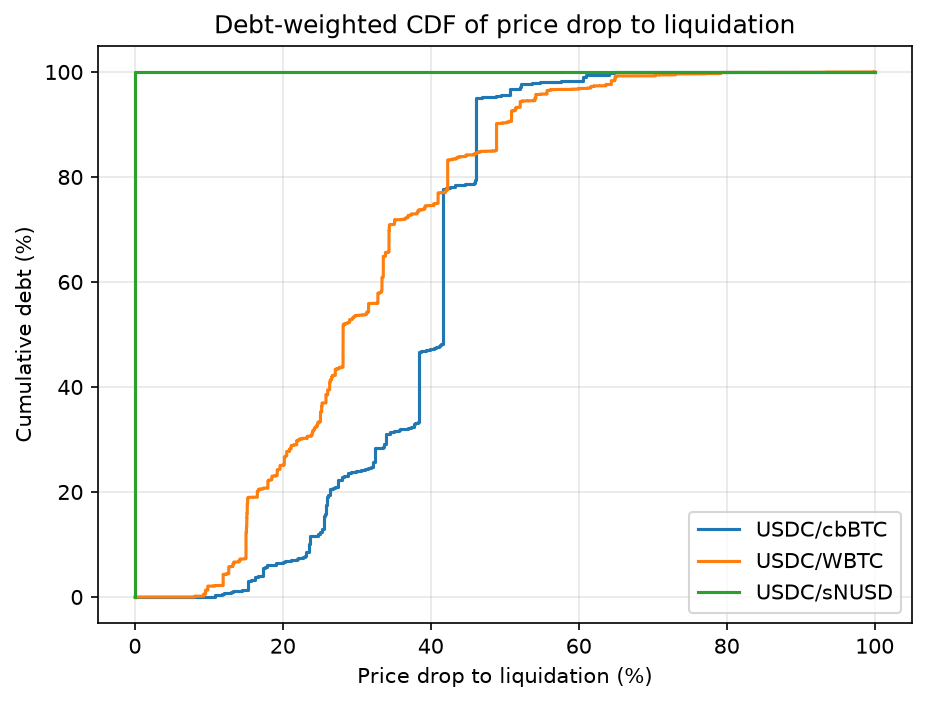 Debt-weighted CDF of price drop to liquidation
Cumulative debt (%)
100
80
60
40
20
0
0 20 40 60 80 100
Price drop to liquidation (%)
USDC/cbBTC
USDC/WBTC
USDC/sNUSD